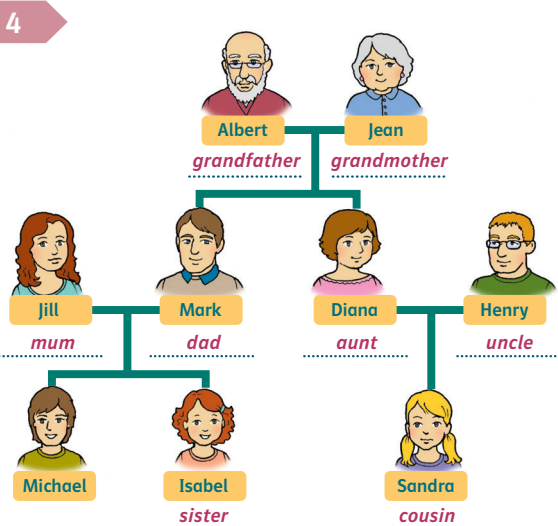 4
Albert Jean
grandfather grandmother
Jill Mark Diana Henry
mum dad aunt uncle
Michael Isabel Sandra
sister cousin